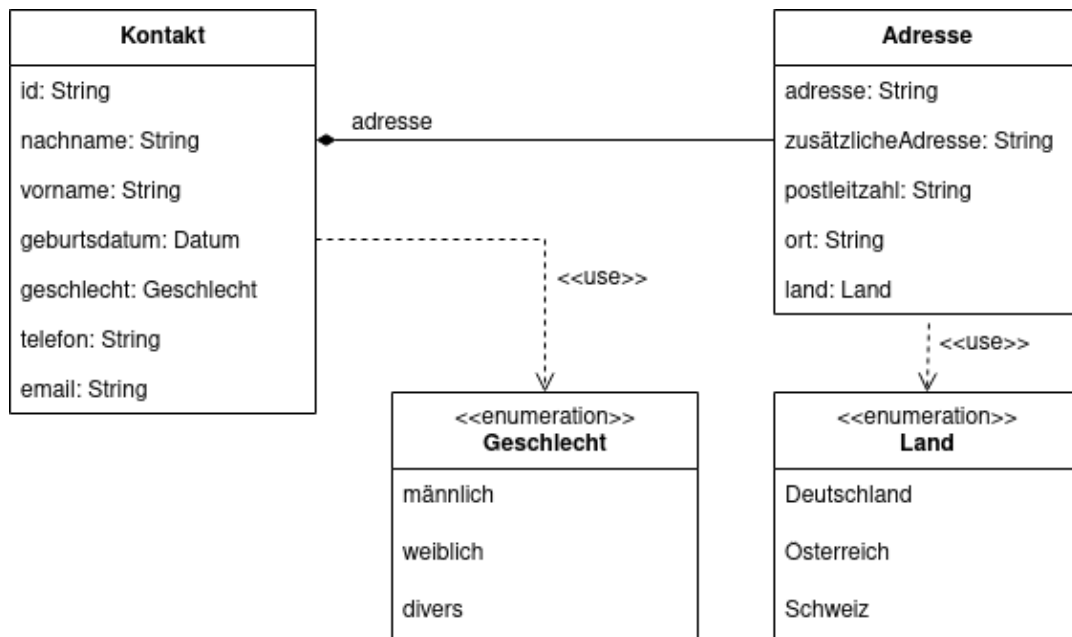 Kontakt
id: String
nachname: String
vorname: String
geburtsdatum: Datum
geschlecht: Geschlecht
telefon: String
email: String
adresse
Adresse
adresse: String
zusätzlicheAdresse: String
postleitzahl: String
ort: String
land: Land
<<use>>
<<use>>
<<enumeration>>
Geschlecht
männlich
weiblich
divers
<<enumeration>>
Land
Deutschland
Österreich
Schweiz